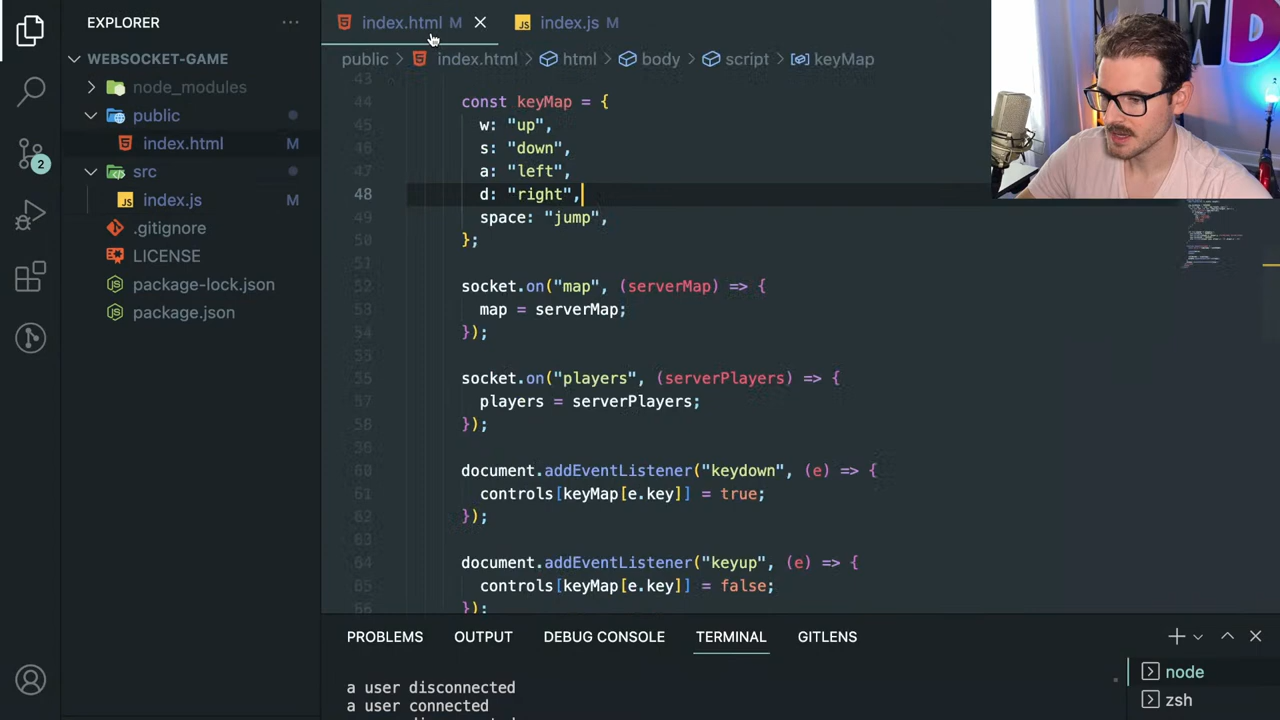 EXPLORER
WEBSOCKET-GAME
node_modules
public
index.html M
src
index.js M
.gitignore
LICENSE
package-lock.json
package.json
2
index.html M
index.js M
public > index.html > html > body > script > keyMap
43
44 const keyMap = {
45 w: "up",
46 s: "down",
47 a: "left",
48 d: "right",
49 space: "jump",
50 };
51
52 socket.on("map", (serverMap) => {
53 map = serverMap;
54 });
55
56 socket.on("players", (serverPlayers) => {
57 players = serverPlayers;
58 });
59
60 document.addEventListener("keydown", (e) => {
61 controls[keyMap[e.key]] = true;
62 });
63
64 document.addEventListener("keyup", (e) => {
65 controls[keyMap[e.key]] = false;
66 });
PROBLEMS OUTPUT DEBUG CONSOLE TERMINAL GITLENS
a user disconnected
a user connected
node
zsh